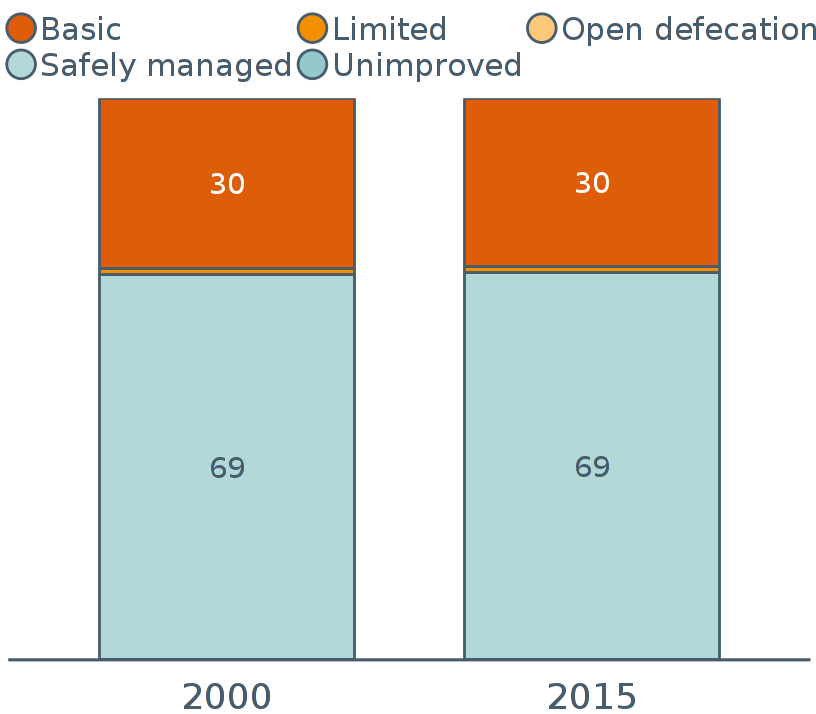 Basic Limited Open defecation
Safely managed Unimproved
30 30
69 69
2000 2015